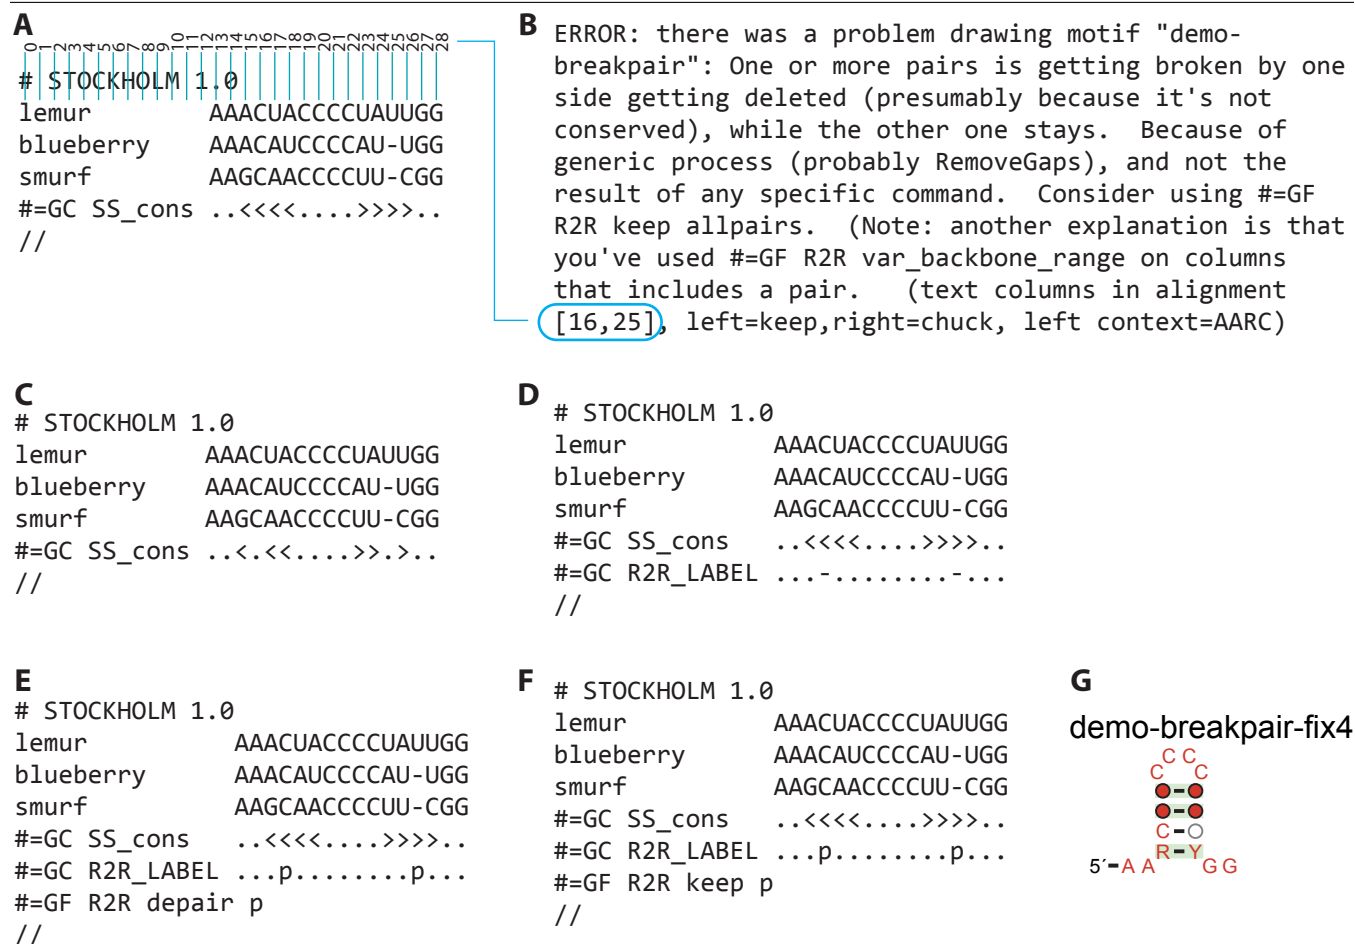 A
0 1 2 3 4 5 6 7 8 9 10 11 12 13 14 15 16 17 18 19 20 21 22 23 24 25 26 27 28
# STOCKHOLM 1.0
lemur        AAACUACCCCUAUUGG
blueberry    AAACAUCCCCAU-UGG
smurf        AAGCAACCCCUU-CGG
#=GC SS_cons ..<<<<....>>>>..
//
B
ERROR: there was a problem drawing motif "demo-
breakpair": One or more pairs is getting broken by one
side getting deleted (presumably because it's not
conserved), while the other one stays.  Because of
generic process (probably RemoveGaps), and not the
result of any specific command.  Consider using #=GF
R2R keep allpairs.  (Note: another explanation is that
you've used #=GF R2R var_backbone_range on columns
that includes a pair.   (text columns in alignment
[16,25], left=keep,right=chuck, left context=AARC)
C
# STOCKHOLM 1.0
lemur        AAACUACCCCUAUUGG
blueberry    AAACAUCCCCAU-UGG
smurf        AAGCAACCCCUU-CGG
#=GC SS_cons ..<.<<....>>.>..
//
D
# STOCKHOLM 1.0
lemur          AAACUACCCCUAUUGG
blueberry      AAACAUCCCCAU-UGG
smurf          AAGCAACCCCUU-CGG
#=GC SS_cons   ..<<<<....>>>>..
#=GC R2R_LABEL ...-........-...
//
E
# STOCKHOLM 1.0
lemur          AAACUACCCCUAUUGG
blueberry      AAACAUCCCCAU-UGG
smurf          AAGCAACCCCUU-CGG
#=GC SS_cons   ..<<<<....>>>>..
#=GC R2R_LABEL ...p........p...
#=GF R2R depair p
//
F
# STOCKHOLM 1.0
lemur          AAACUACCCCUAUUGG
blueberry      AAACAUCCCCAU-UGG
smurf          AAGCAACCCCUU-CGG
#=GC SS_cons   ..<<<<....>>>>..
#=GC R2R_LABEL ...p........p...
#=GF R2R keep p
//
G
demo-breakpair-fix4
C C
C C
C
R Y
5´ A A G G